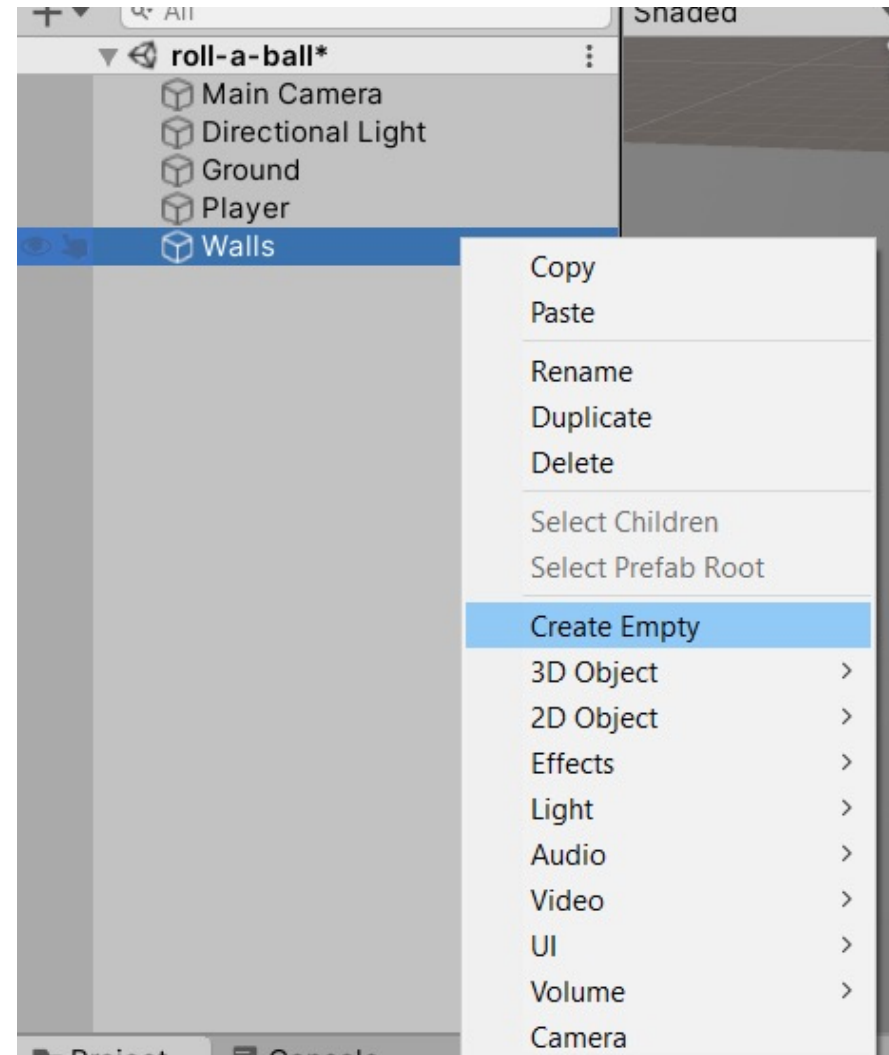 All
Shaded
roll-a-ball*
Main Camera
Directional Light
Ground
Player
Walls
Copy
Paste
Rename
Duplicate
Delete
Select Children
Select Prefab Root
Create Empty
3D Object
2D Object
Effects
Light
Audio
Video
UI
Volume
Camera
Project
Console